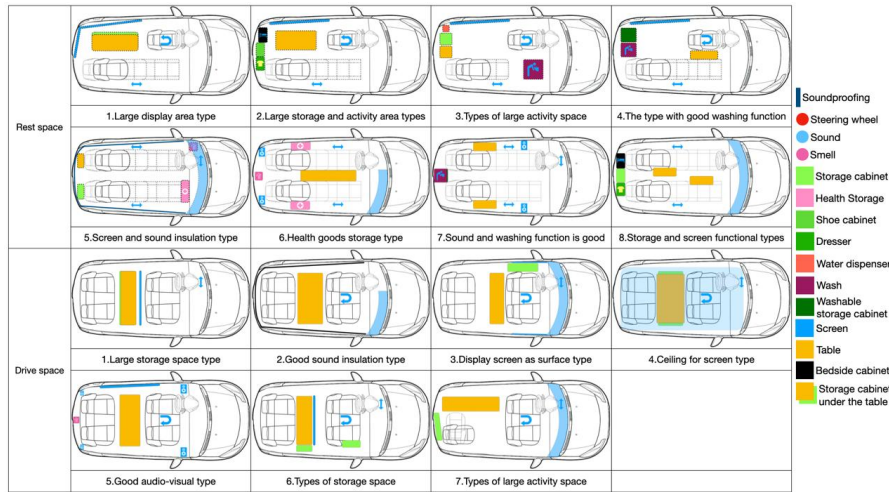 Rest space
1.Large display area type
2.Large storage and activity area types
3.Types of large activity space
4.The type with good washing function
5.Screen and sound insulation type
6.Health goods storage type
7.Sound and washing function is good
8.Storage and screen functional types
Drive space
1.Large storage space type
2.Good sound insulation type
3.Display screen as surface type
4.Ceiling for screen type
5.Good audio-visual type
6.Types of storage space
7.Types of large activity space
Soundproofing
Steering wheel
Sound
Smell
Storage cabinet
Health Storage
Shoe cabinet
Dresser
Water dispenser
Wash
Washable
storage cabinet
Screen
Table
Bedside cabinet
Storage cabinet
under the table